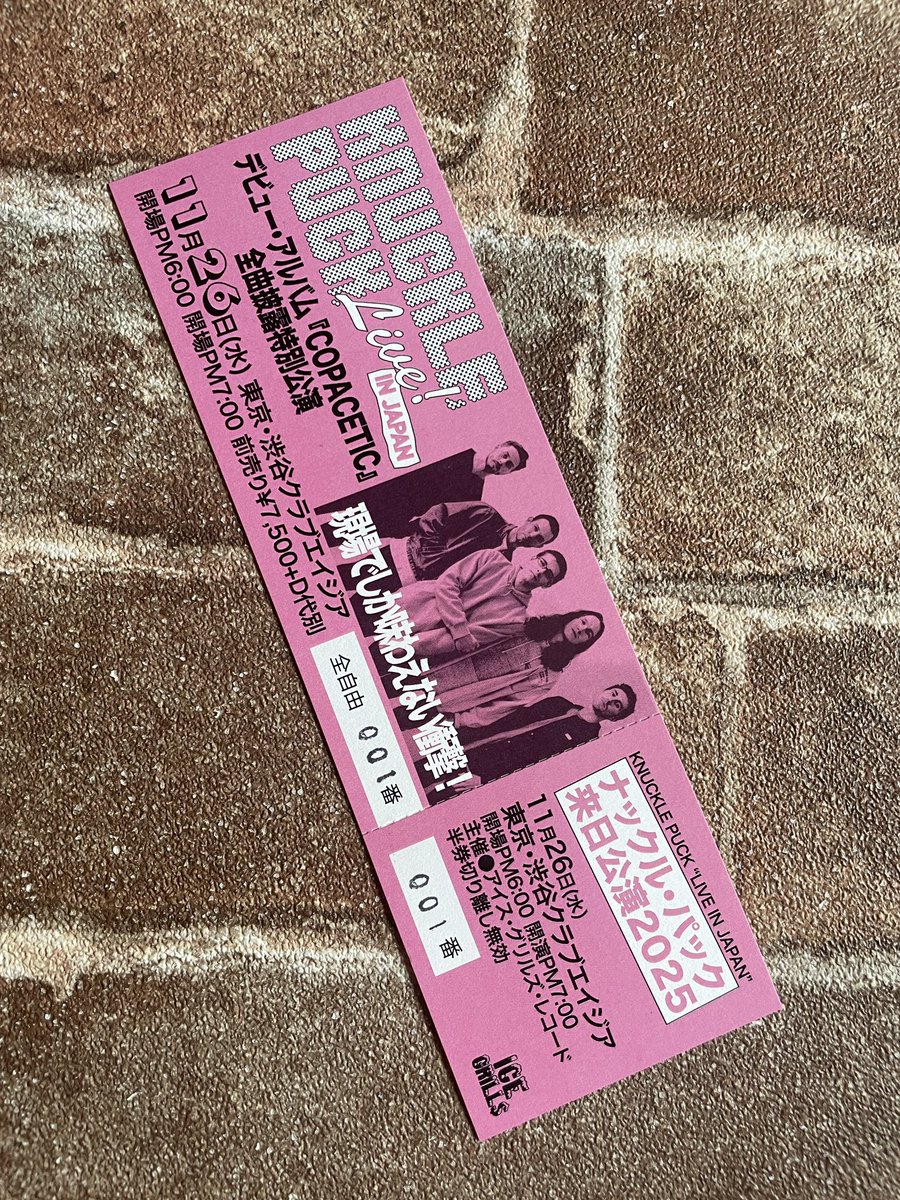 KNUCKLE
PUCK Live!
IN JAPAN
デビュー・アルバム『COPACETIC』
全曲披露特別公演
11月26日(水) 東京・渋谷クラブエイジア
開場PM6:00 開場PM7:00 前売り¥7,500+D代別
現場でしか味わえない衝撃!
全自由 001番
KNUCKLE PUCK “LIVE IN JAPAN”
ナックル・パック
来日公演2025
11月26日(水)
東京・渋谷クラブエイジア
開場PM6:00 開演PM7:00
主催●アイス・グリルズ・レコード
半券切り離し無効
001番
ICE
GRILLS